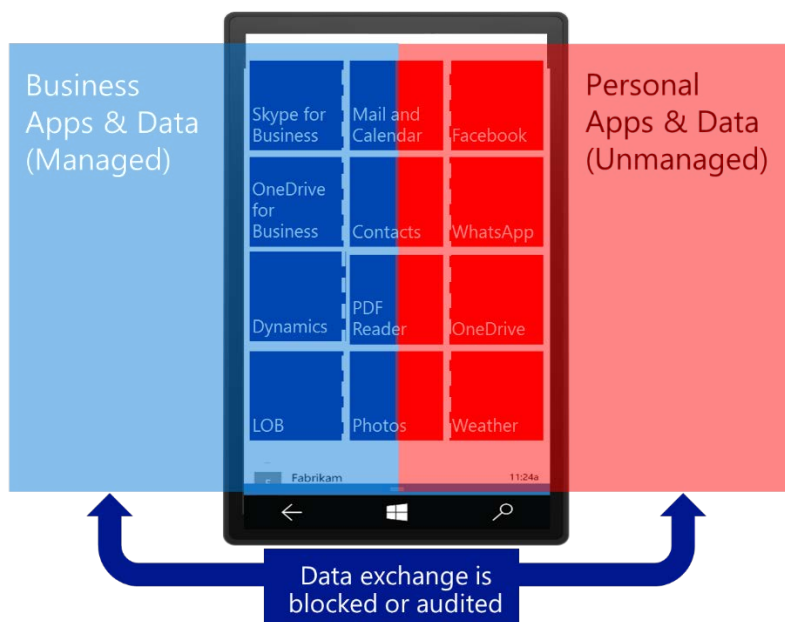 Business
Apps & Data
(Managed)
Personal
Apps & Data
(Unmanaged)
Skype for
Business
Mail and
Calendar
Facebook
OneDrive
for
Business
Contacts
WhatsApp
Dynamics
PDF
Reader
OneDrive
LOB
Photos
Weather
Fabrikam
11:24a
Data exchange is
blocked or audited